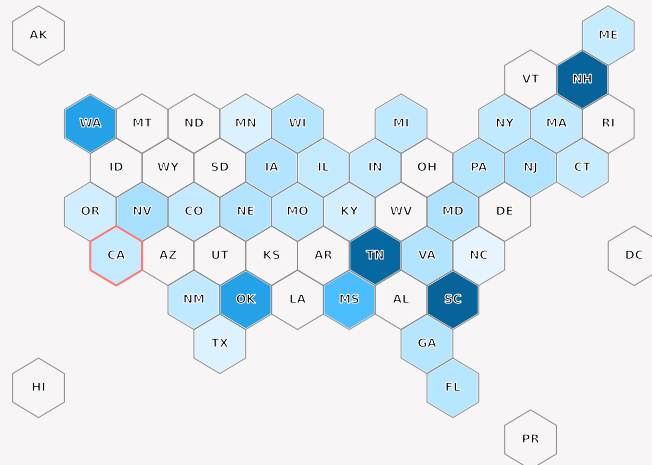 AK
ME
VT NH
WA MT ND MN WI MI NY MA RI
ID WY SD IA IL IN OH PA NJ CT
OR NV CO NE MO KY WV MD DE
CA AZ UT KS AR TN VA NC DC
NM OK LA MS AL SC
TX GA
HI FL
PR